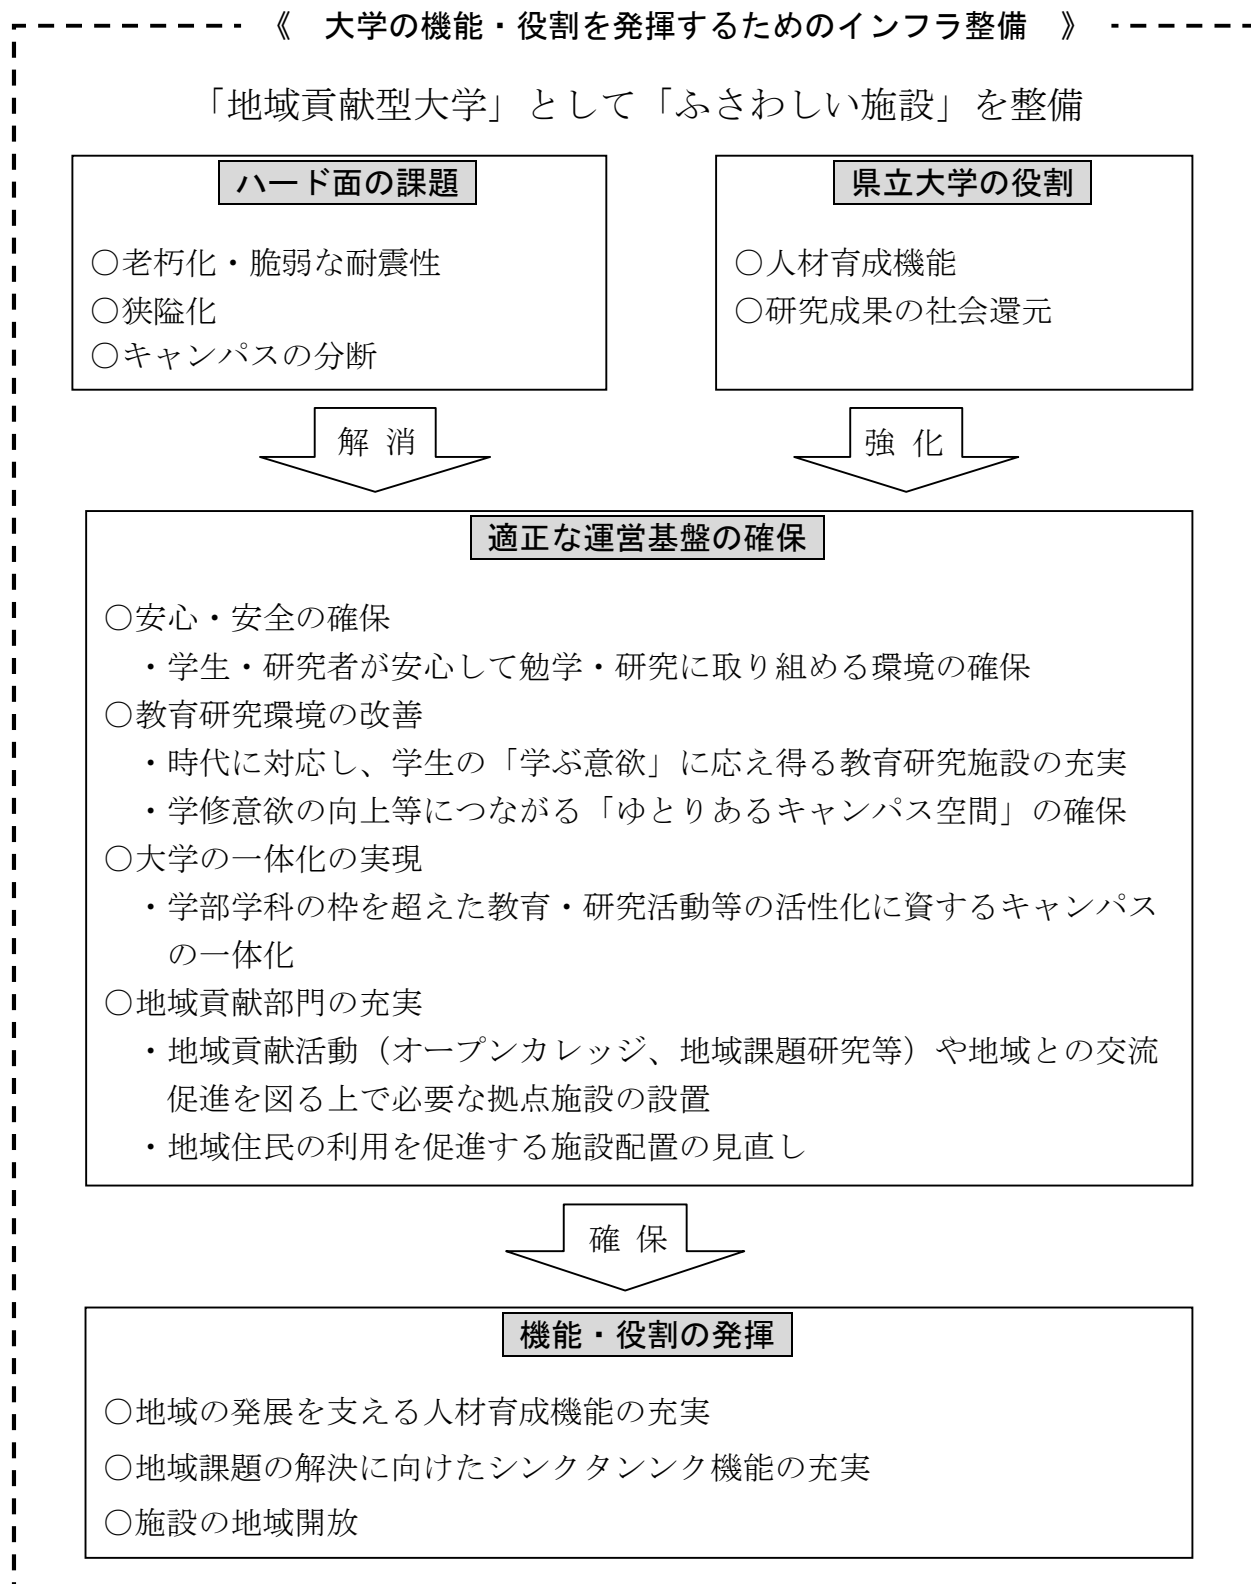 《　大学の機能・役割を発揮するためのインフラ整備　》
「地域貢献型大学」として「ふさわしい施設」を整備
ハード面の課題
○老朽化・脆弱な耐震性
○狭隘化
○キャンパスの分断
県立大学の役割
○人材育成機能
○研究成果の社会還元
解 消
強 化
適正な運営基盤の確保
○安心・安全の確保
・学生・研究者が安心して勉学・研究に取り組める環境の確保
○教育研究環境の改善
・時代に対応し、学生の「学ぶ意欲」に応え得る教育研究施設の充実
・学修意欲の向上等につながる「ゆとりあるキャンパス空間」の確保
○大学の一体化の実現
・学部学科の枠を超えた教育・研究活動等の活性化に資するキャンパス
の一体化
○地域貢献部門の充実
・地域貢献活動（オープンカレッジ、地域課題研究等）や地域との交流
促進を図る上で必要な拠点施設の設置
・地域住民の利用を促進する施設配置の見直し
確 保
機能・役割の発揮
○地域の発展を支える人材育成機能の充実
○地域課題の解決に向けたシンクタンンク機能の充実
○施設の地域開放